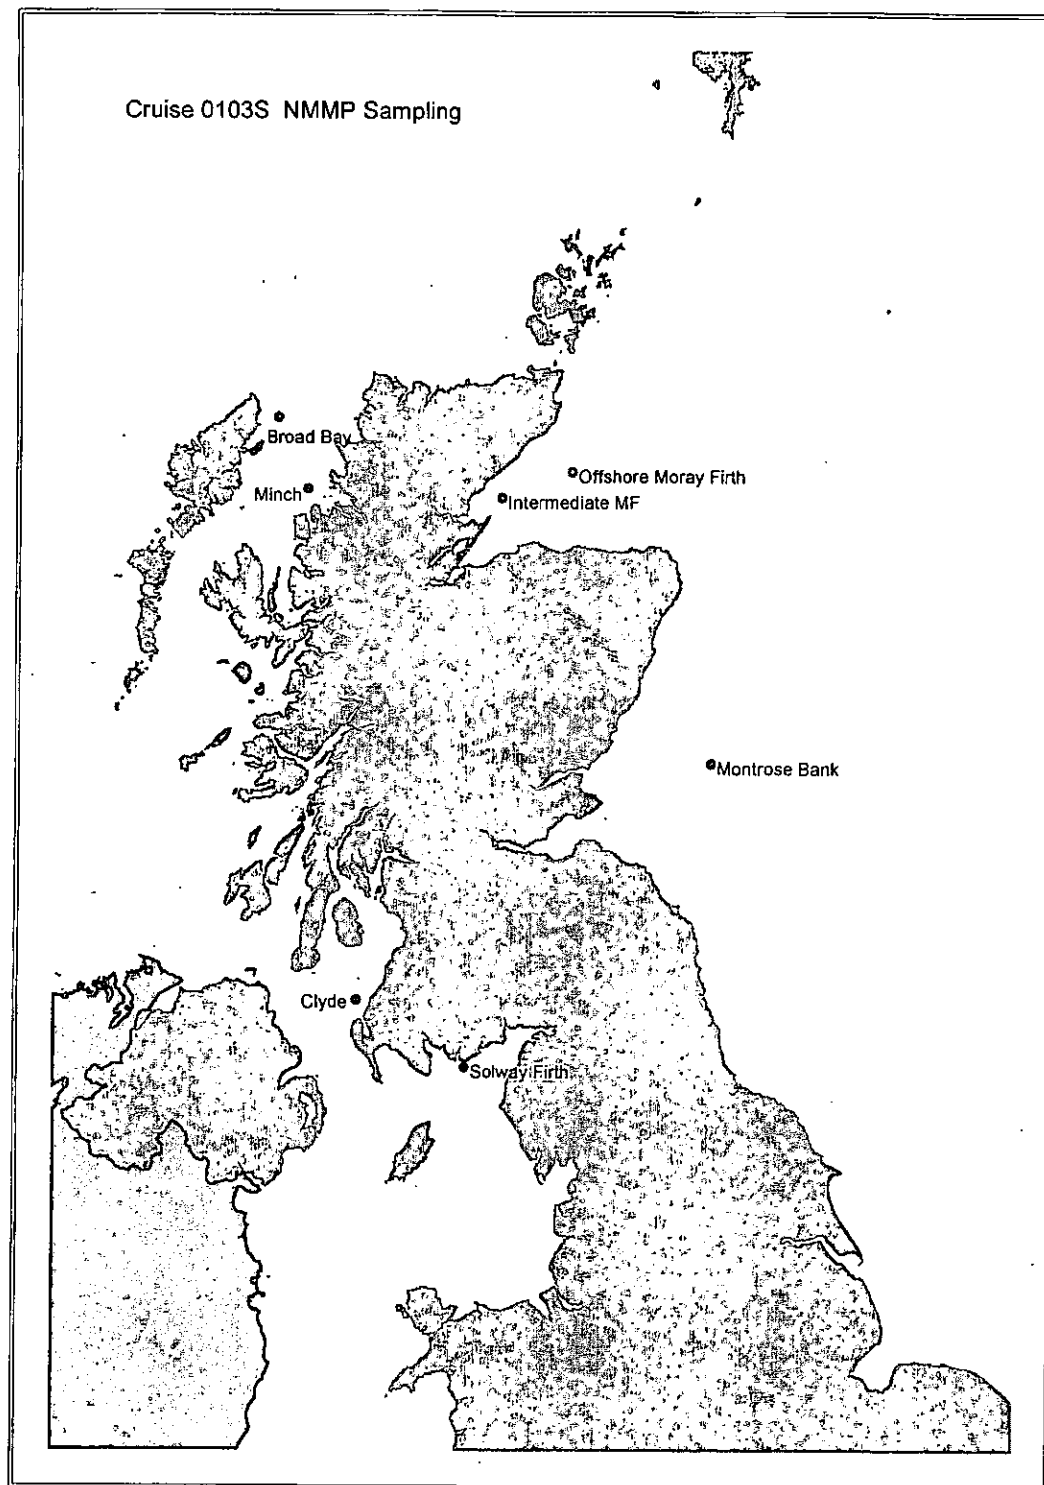 Cruise 0103S NMMP Sampling
Broad Bay
Offshore Moray Firth
Minch
Intermediate MF
Montrose Bank
Clyde
Solway Firth